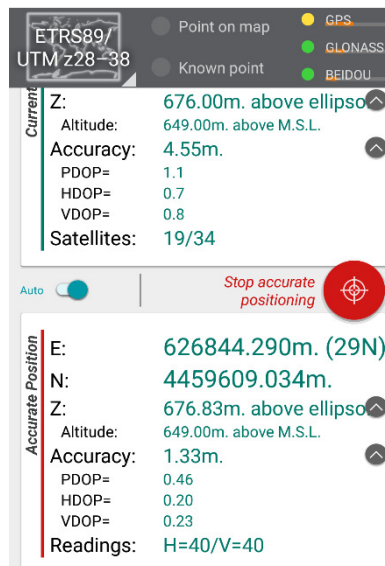 ETRS89/
UTM z28–38
Point on map
Known point
GPS
GLONASS
BEIDOU
Current
Z: 676.00m. above ellipso
Altitude: 649.00m above M.S.L.
Accuracy: 4.55m.
PDOP= 1.1
HDOP= 0.7
VDOP= 0.8
Satellites: 19/34
Auto
Stop accurate
positioning
Accurate Position
E: 626844.290m. (29N)
N: 4459609.034m.
Z: 676.83m. above ellipso
Altitude: 649.00m above M.S.L.
Accuracy: 1.33m.
PDOP= 0.46
HDOP= 0.20
VDOP= 0.23
Readings: H=40/V=40